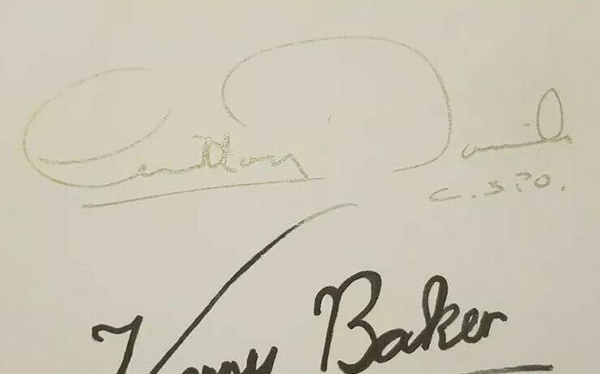 Anthony Daniels
C.3PO.
Kenny Baker